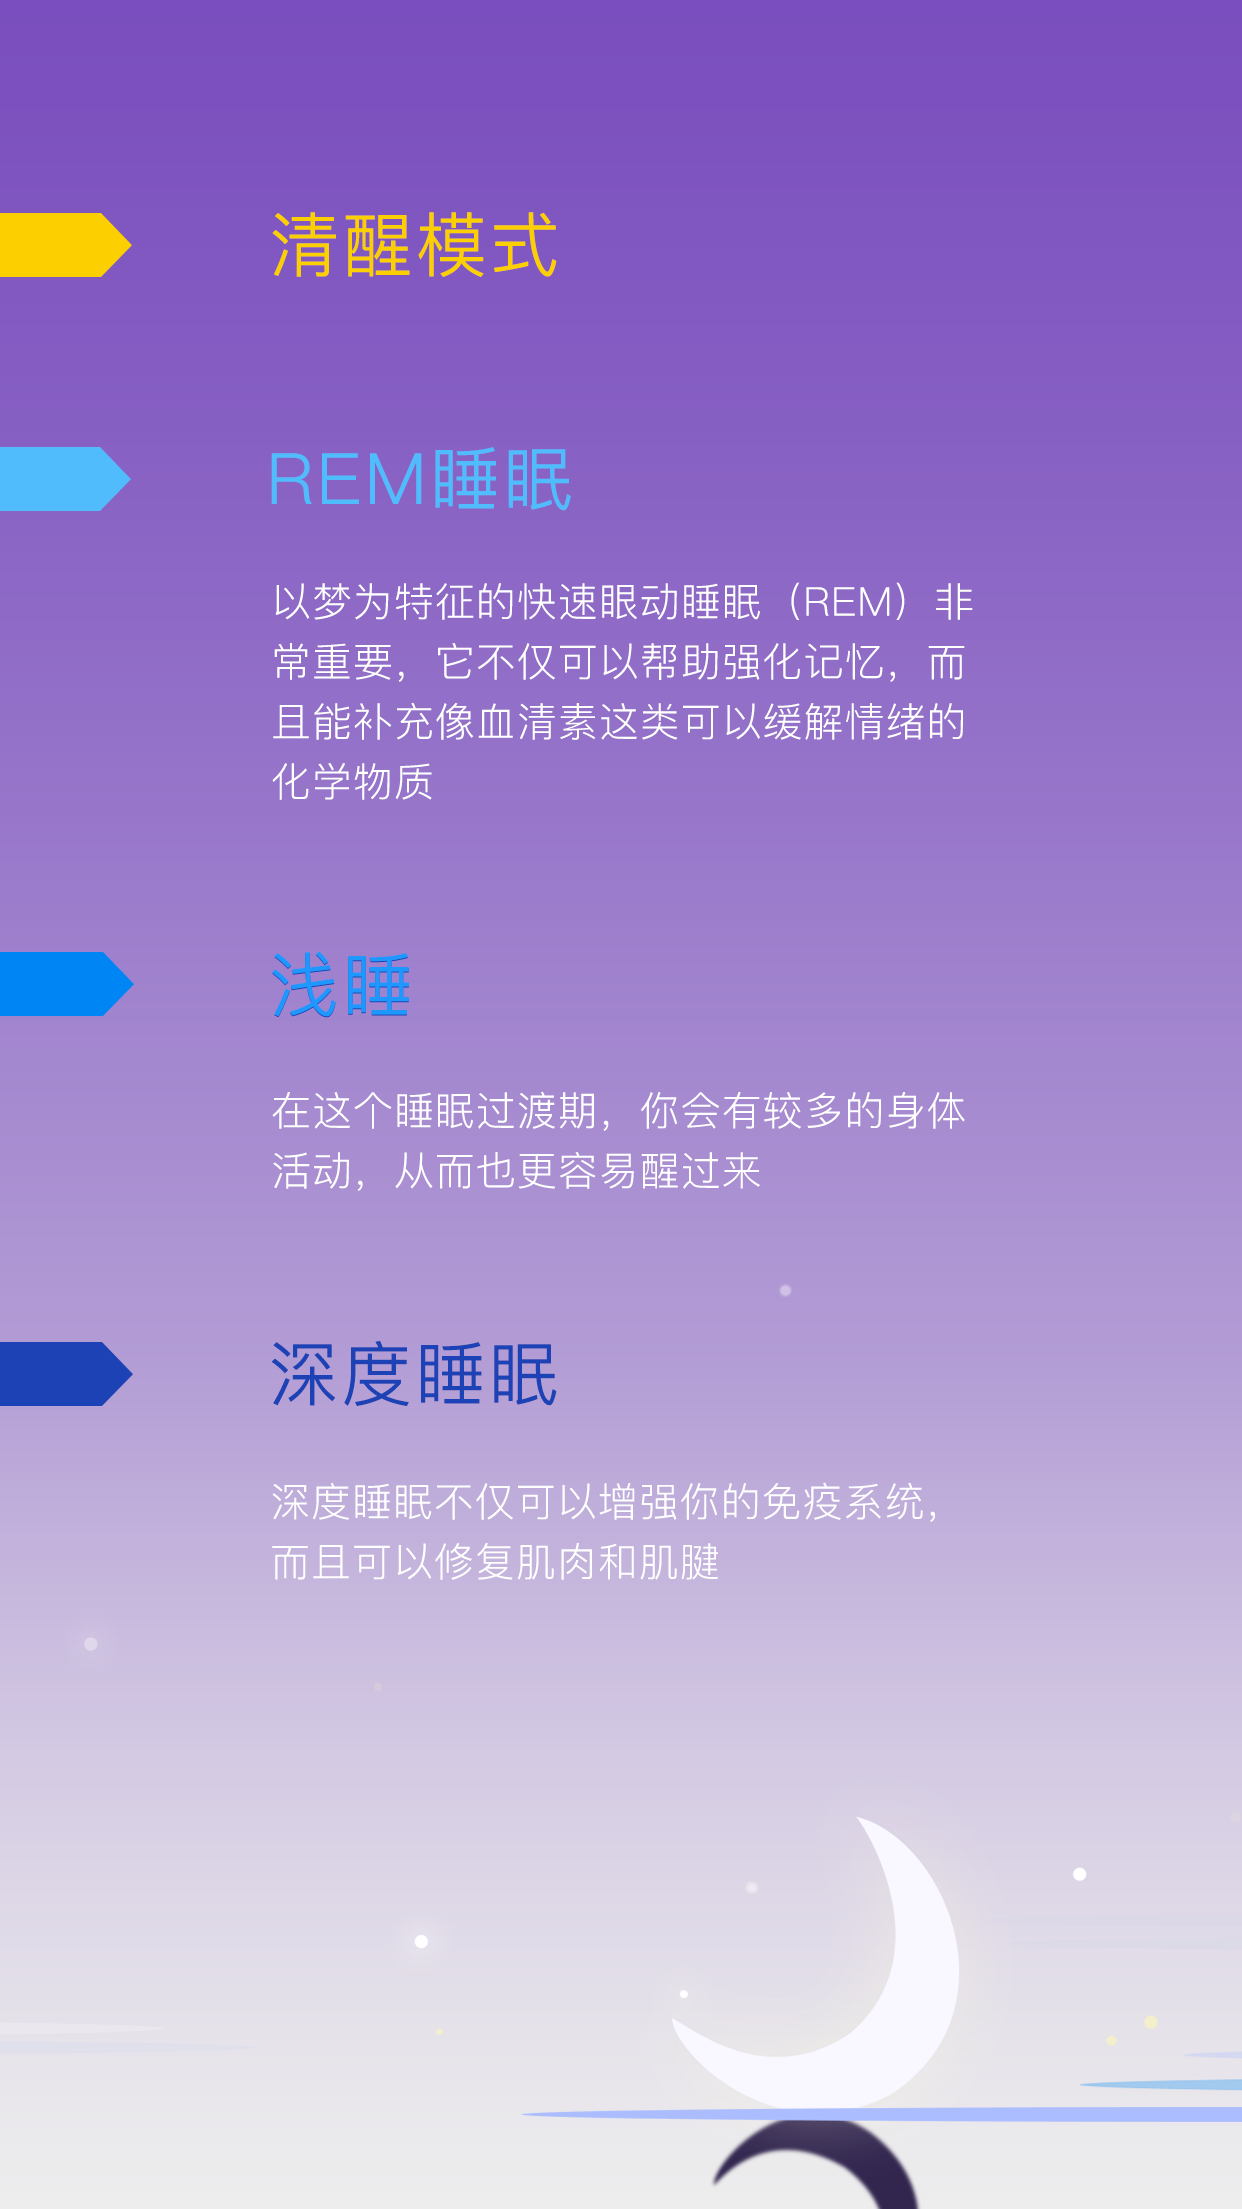 清醒模式
REM睡眠
以梦为特征的快速眼动睡眠（REM）非
常重要，它不仅可以帮助强化记忆，而
且能补充像血清素这类可以缓解情绪的
化学物质
浅睡
在这个睡眠过渡期，你会有较多的身体
活动，从而也更容易醒过来
深度睡眠
深度睡眠不仅可以增强你的免疫系统，
而且可以修复肌肉和肌腱